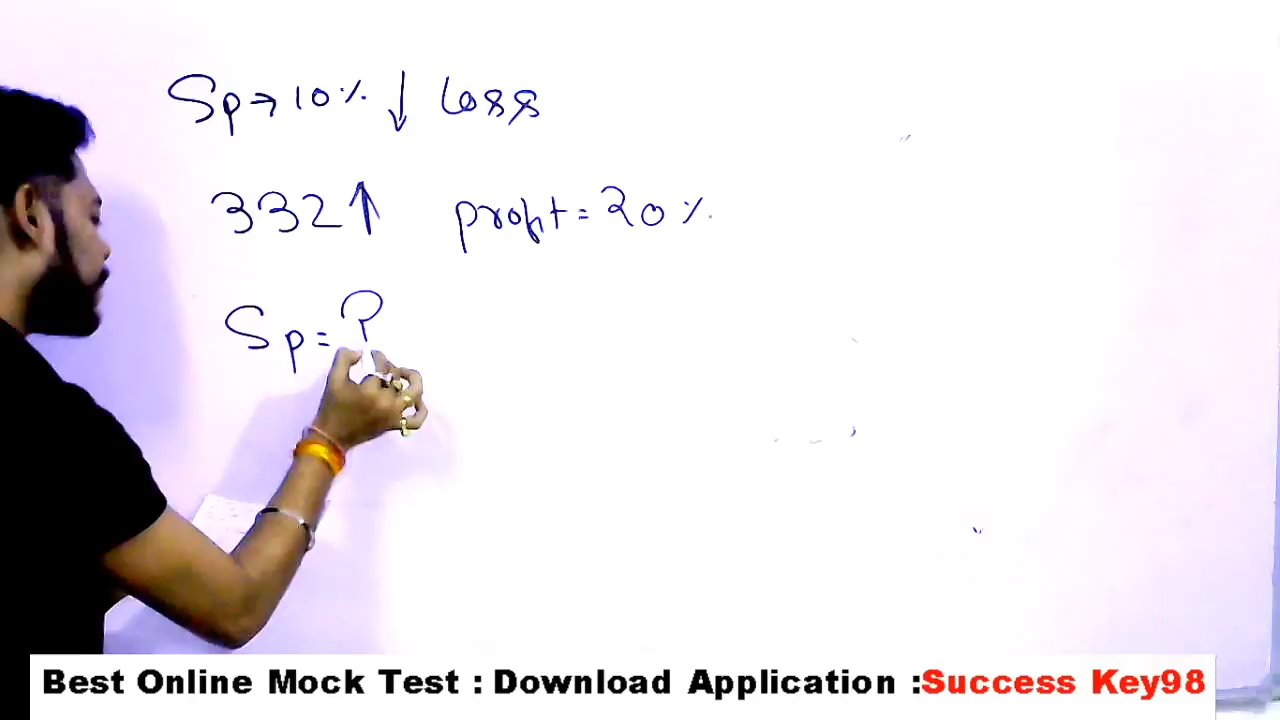 Sp → 10% ↓ Loss
332 ↑ profit = 20%
Sp = ?
Best Online Mock Test : Download Application :Success Key98